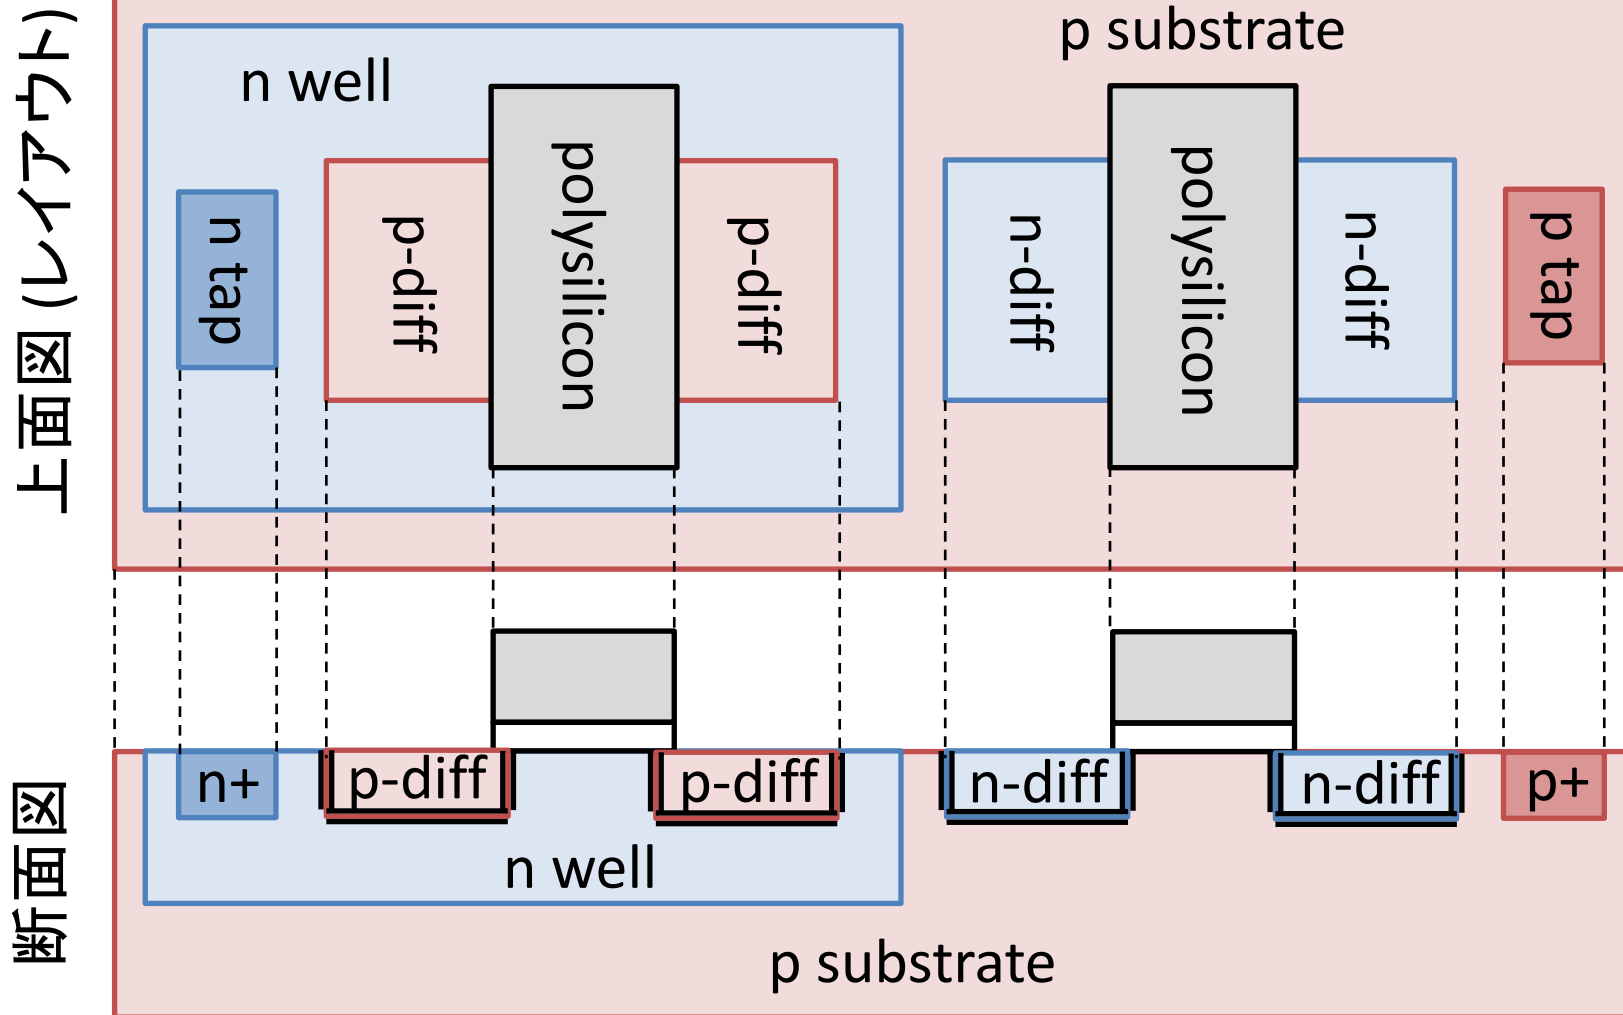 上面図 (レイアウト)
p substrate
n well
n tap
p-diff
polysilicon
p-diff
n-diff
polysilicon
n-diff
p tap
断面図
n+
p-diff
p-diff
n-diff
n-diff
p+
n well
p substrate